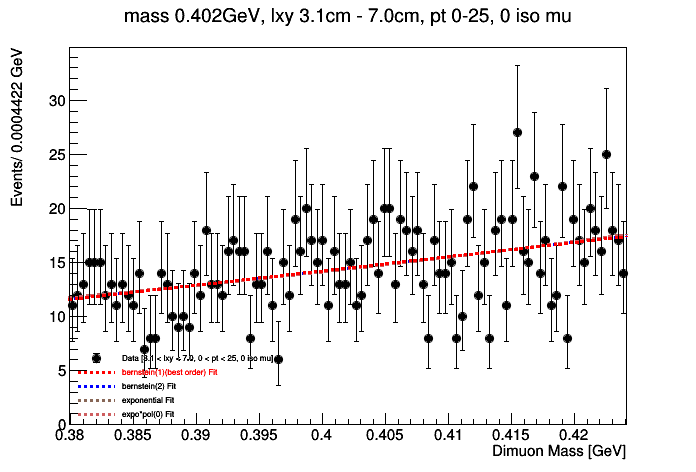 mass 0.402GeV, lxy 3.1cm - 7.0cm, pt 0-25, 0 iso mu
Events/ 0.0004422 GeV
30
25
20
15
10
5
0
Data [3.1 < lxy < 7.0, 0 < pt < 25, 0 iso mu]
bernstein(1)(best order) Fit
bernstein(2) Fit
exponential Fit
expo*pol(0) Fit
0.38 0.385 0.39 0.395 0.4 0.405 0.41 0.415 0.42
Dimuon Mass [GeV]